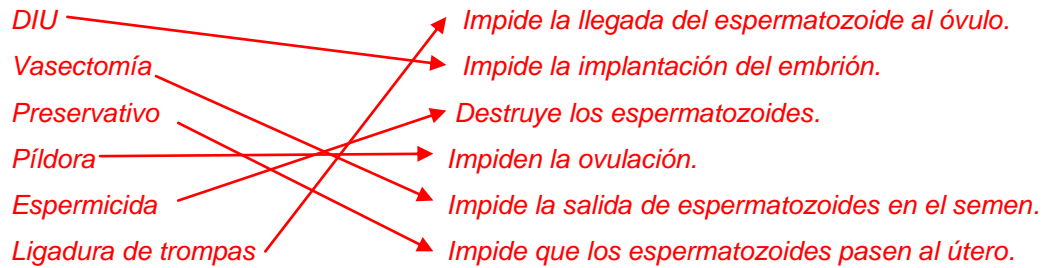 DIU Impide la llegada del espermatozoide al óvulo.
Vasectomía Impide la implantación del embrión.
Preservativo Destruye los espermatozoides.
Píldora Impiden la ovulación.
Espermicida Impide la salida de espermatozoides en el semen.
Ligadura de trompas Impide que los espermatozoides pasen al útero.